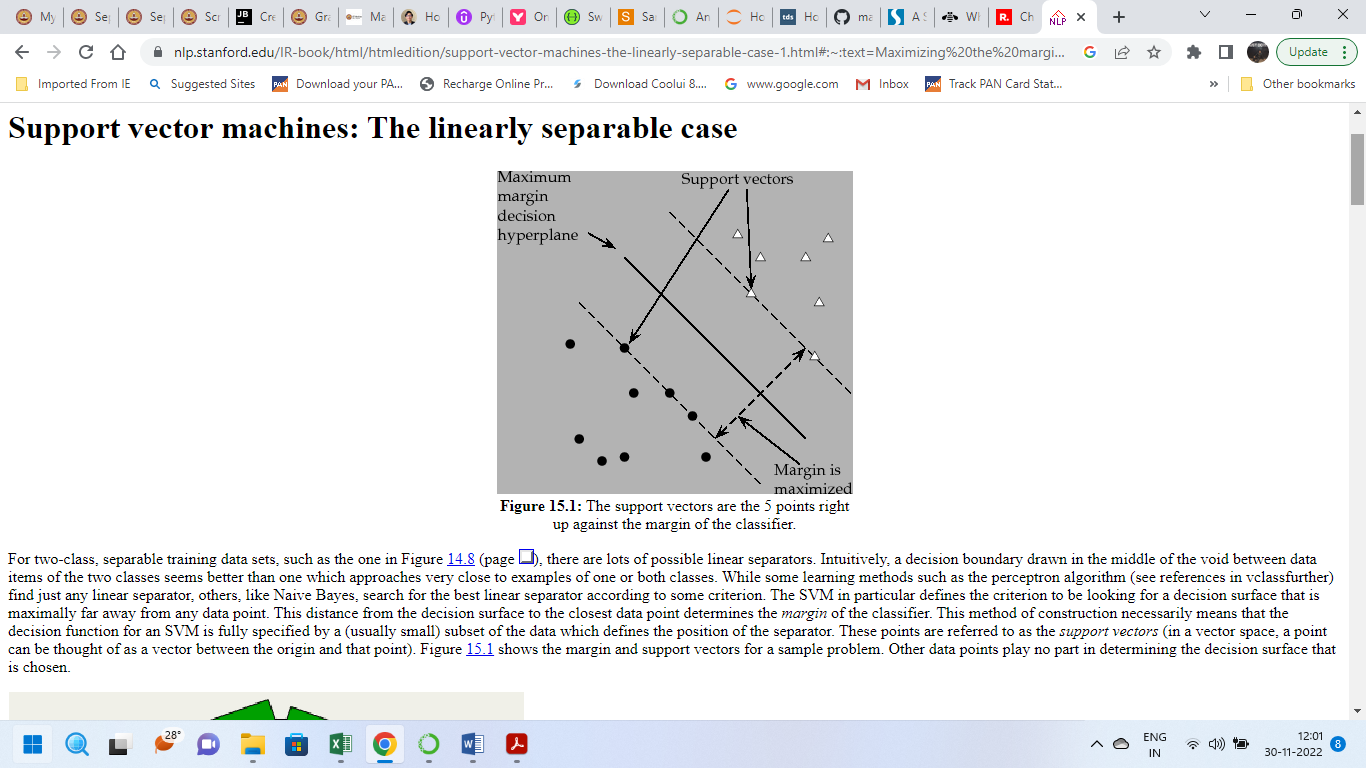 My
Sep
Sep
Scr
JB
Cre
Gra
Ma
Ho
Pyt
On
Sw
S
Sa
An
Ho
tds
Ho
ma
A S
Wh
R.
Ch
NLP
nlp.stanford.edu/IR-book/html/htmledition/support-vector-machines-the-linearly-separable-case-1.html#:~:text=Maximizing%20the%20margi...
Update
Imported From IE
Suggested Sites
PAN
Download your PA...
Recharge Online Pr...
Download Coolui 8....
www.google.com
Inbox
PAN
Track PAN Card Stat...
»
Other bookmarks
Support vector machines: The linearly separable case
Maximum
margin
decision
hyperplane
Support vectors
Margin is
maximized
Figure 15.1: The support vectors are the 5 points right
up against the margin of the classifier.
For two-class, separable training data sets, such as the one in Figure 14.8 (page ), there are lots of possible linear separators. Intuitively, a decision boundary drawn in the middle of the void between data
items of the two classes seems better than one which approaches very close to examples of one or both classes. While some learning methods such as the perceptron algorithm (see references in vclassfurther)
find just any linear separator, others, like Naive Bayes, search for the best linear separator according to some criterion. The SVM in particular defines the criterion to be looking for a decision surface that is
maximally far away from any data point. This distance from the decision surface to the closest data point determines the margin of the classifier. This method of construction necessarily means that the
decision function for an SVM is fully specified by a (usually small) subset of the data which defines the position of the separator. These points are referred to as the support vectors (in a vector space, a point
can be thought of as a vector between the origin and that point). Figure 15.1 shows the margin and support vectors for a sample problem. Other data points play no part in determining the decision surface that
is chosen.
28°
ENG
IN
12:01
30-11-2022
8